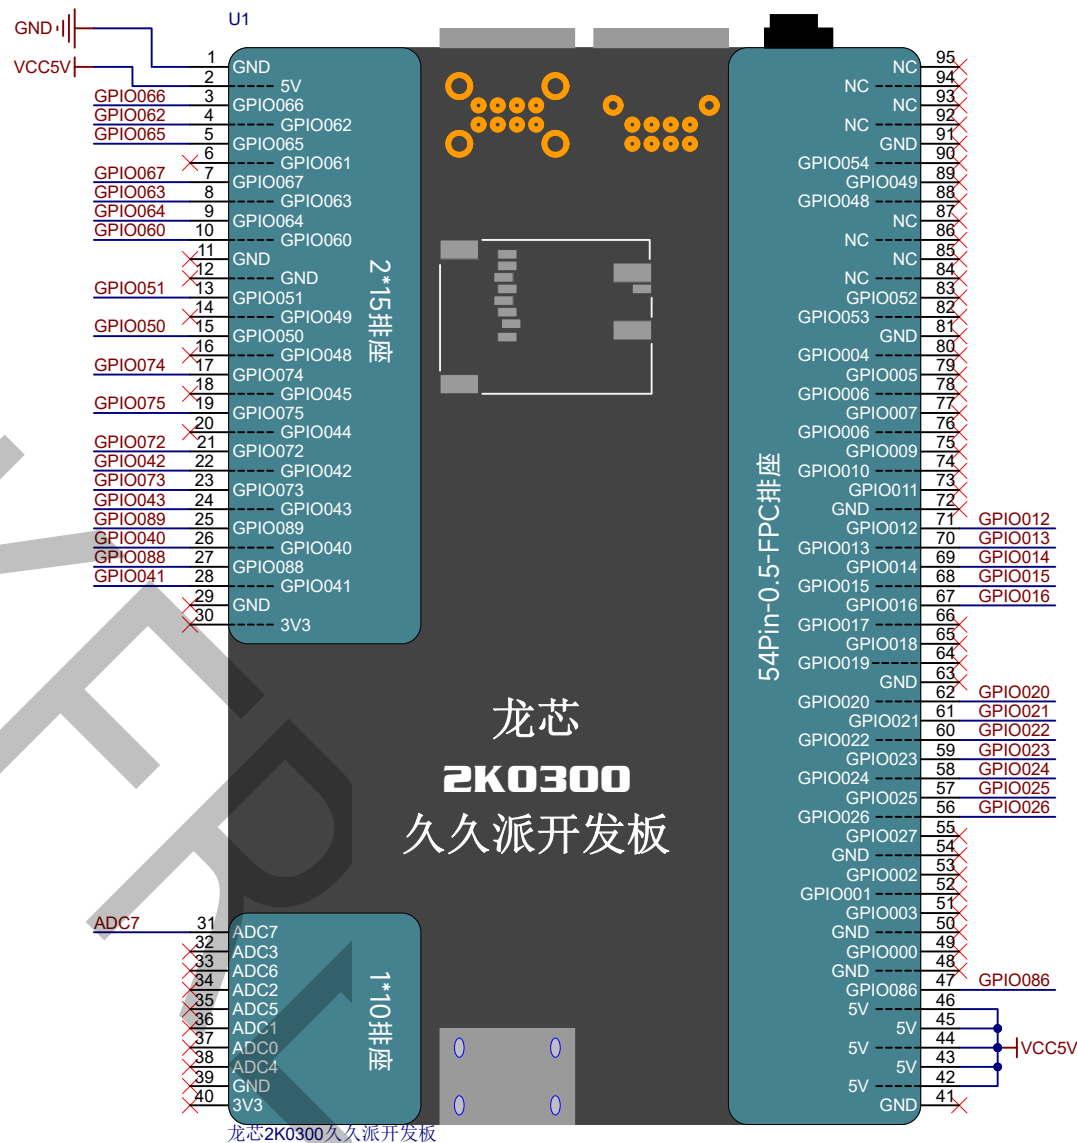 U1
GND
VCC5V
1 GND
2 5V
GPIO066 3 GPIO066
GPIO062 4 GPIO062
GPIO065 5 GPIO065
6 GPIO061
GPIO067 7 GPIO067
GPIO063 8 GPIO063
GPIO064 9 GPIO064
GPIO060 10 GPIO060
11 GND
12 GND
GPIO051 13 GPIO051
14 GPIO049
GPIO050 15 GPIO050
16 GPIO048
GPIO074 17 GPIO074
18 GPIO045
GPIO075 19 GPIO075
20 GPIO044
GPIO072 21 GPIO072
GPIO042 22 GPIO042
GPIO073 23 GPIO073
GPIO043 24 GPIO043
GPIO089 25 GPIO089
GPIO040 26 GPIO040
GPIO088 27 GPIO088
GPIO041 28 GPIO041
29 GND
30 3V3
2*15排座
ADC7 31 ADC7
32 ADC3
33 ADC6
34 ADC2
35 ADC5
36 ADC1
37 ADC0
38 ADC4
39 GND
40 3V3
1*10排座
龙芯
2K0300
久久派开发板
54Pin-0.5-FPC排座
NC 95
NC 94
NC 93
NC 92
GND 91
GPIO054 90
GPIO049 89
GPIO048 88
NC 87
NC 86
NC 85
NC 84
GPIO052 83
GPIO053 82
GND 81
GPIO004 80
GPIO005 79
GPIO006 78
GPIO007 77
GPIO006 76
GPIO009 75
GPIO010 74
GPIO011 73
GND 72
GPIO012 71 GPIO012
GPIO013 70 GPIO013
GPIO014 69 GPIO014
GPIO015 68 GPIO015
GPIO016 67 GPIO016
GPIO017 66
GPIO018 65
GPIO019 64
GND 63
GPIO020 62 GPIO020
GPIO021 61 GPIO021
GPIO022 60 GPIO022
GPIO023 59 GPIO023
GPIO024 58 GPIO024
GPIO025 57 GPIO025
GPIO026 56 GPIO026
GPIO027 55
GND 54
GPIO002 53
GPIO001 52
GPIO003 51
GND 50
GPIO000 49
GND 48
GPIO086 47 GPIO086
5V 46
5V 45
5V 44 VCC5V
5V 43
5V 42
GND 41
龙芯2K0300久久派开发板